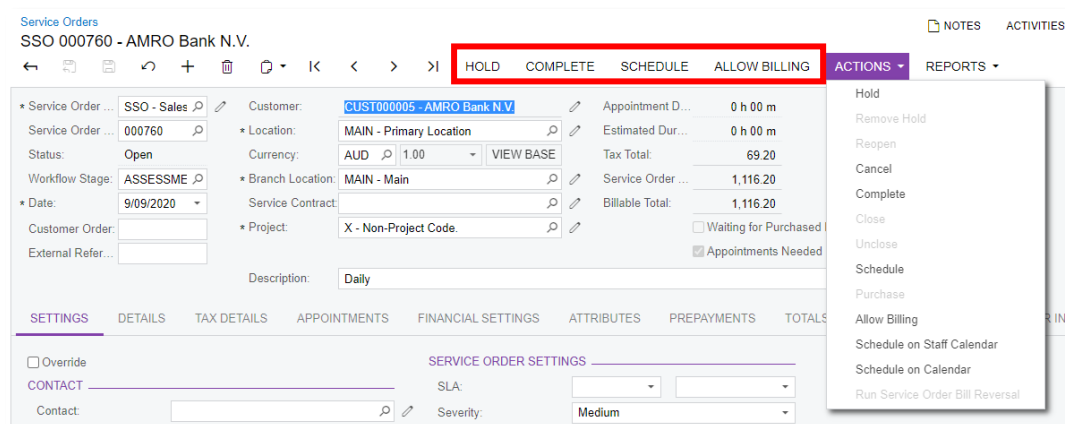 Service Orders
NOTES ACTIVITIES
SSO 000760 - AMRO Bank N.V.
HOLD COMPLETE SCHEDULE ALLOW BILLING ACTIONS REPORTS
* Service Order ... SSO - Sales Customer: CUST000005 - AMRO Bank N.V. Appointment D... 0 h 00 m
Service Order ... 000760 * Location: MAIN - Primary Location Estimated Dur... 0 h 00 m
Status: Open Currency: AUD 1.00 VIEW BASE Tax Total: 69.20
Workflow Stage: ASSESSME * Branch Location: MAIN - Main Service Order ... 1,116.20
* Date: 9/09/2020 Service Contract: Billable Total: 1,116.20
Customer Order: * Project: X - Non-Project Code. Waiting for Purchased
External Refer... Appointments Needed
Description: Daily
Hold
Remove Hold
Reopen
Cancel
Complete
Close
Unclose
Schedule
Purchase
Allow Billing
Schedule on Staff Calendar
Schedule on Calendar
Run Service Order Bill Reversal
SETTINGS DETAILS TAX DETAILS APPOINTMENTS FINANCIAL SETTINGS ATTRIBUTES PREPAYMENTS TOTALS R IN
Override SERVICE ORDER SETTINGS
CONTACT SLA:
Contact: Severity: Medium